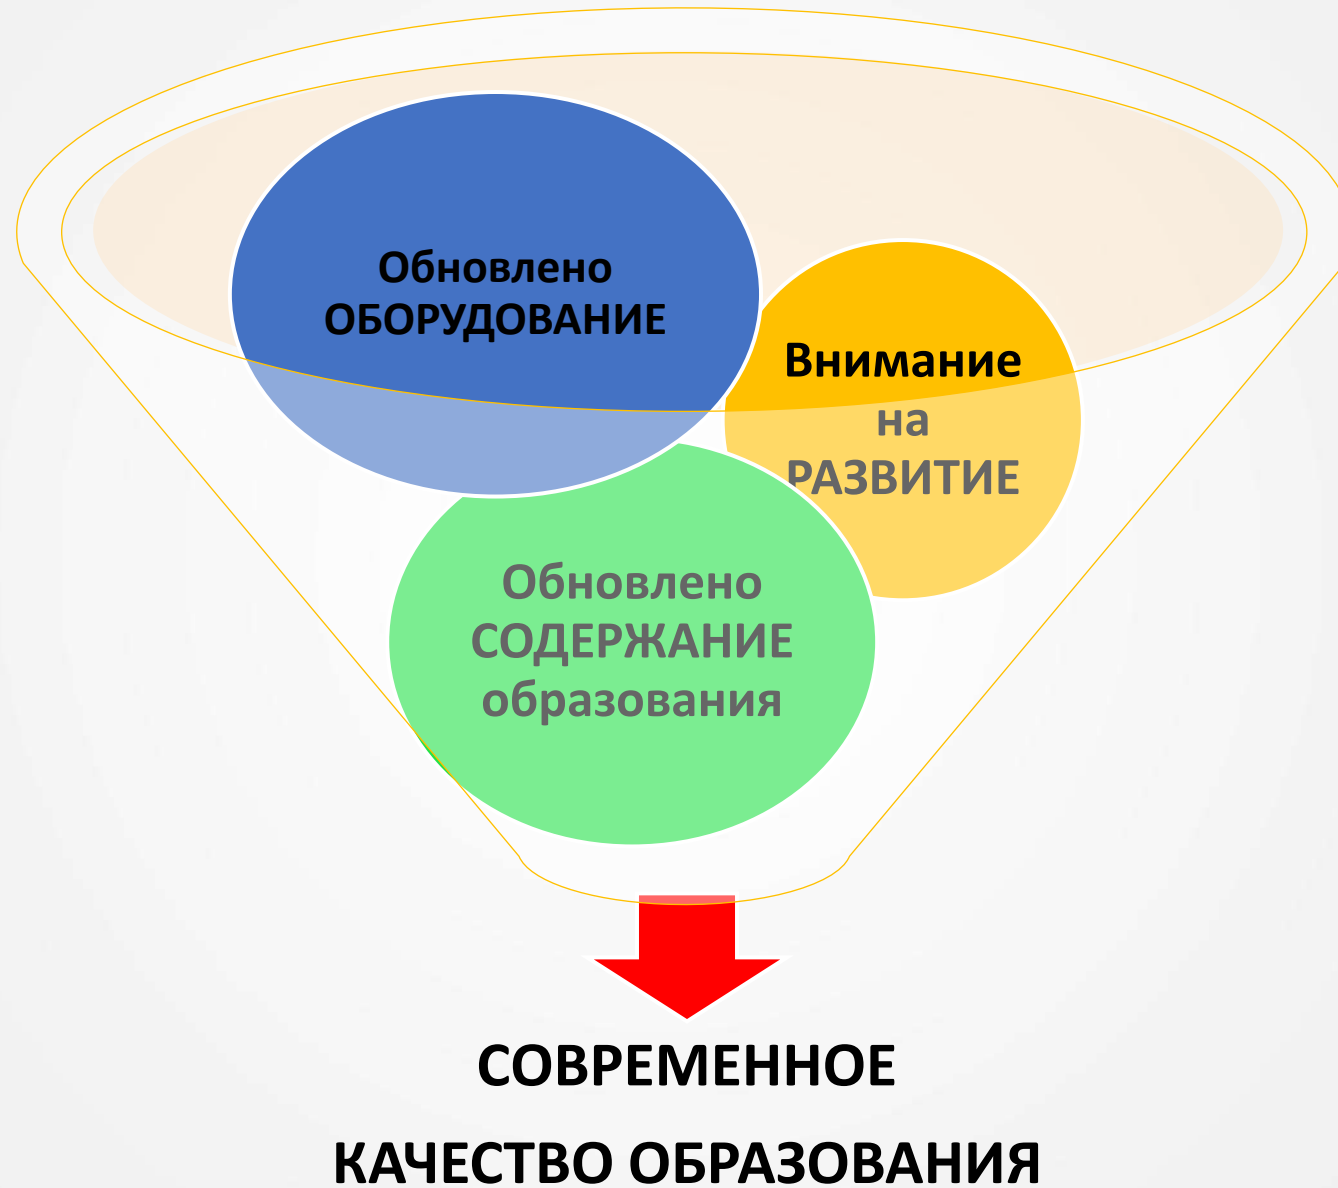 Обновлено
ОБОРУДОВАНИЕ
Внимание
на
РАЗВИТИЕ
Обновлено
СОДЕРЖАНИЕ
образования
СОВРЕМЕННОЕ
КАЧЕСТВО ОБРАЗОВАНИЯ